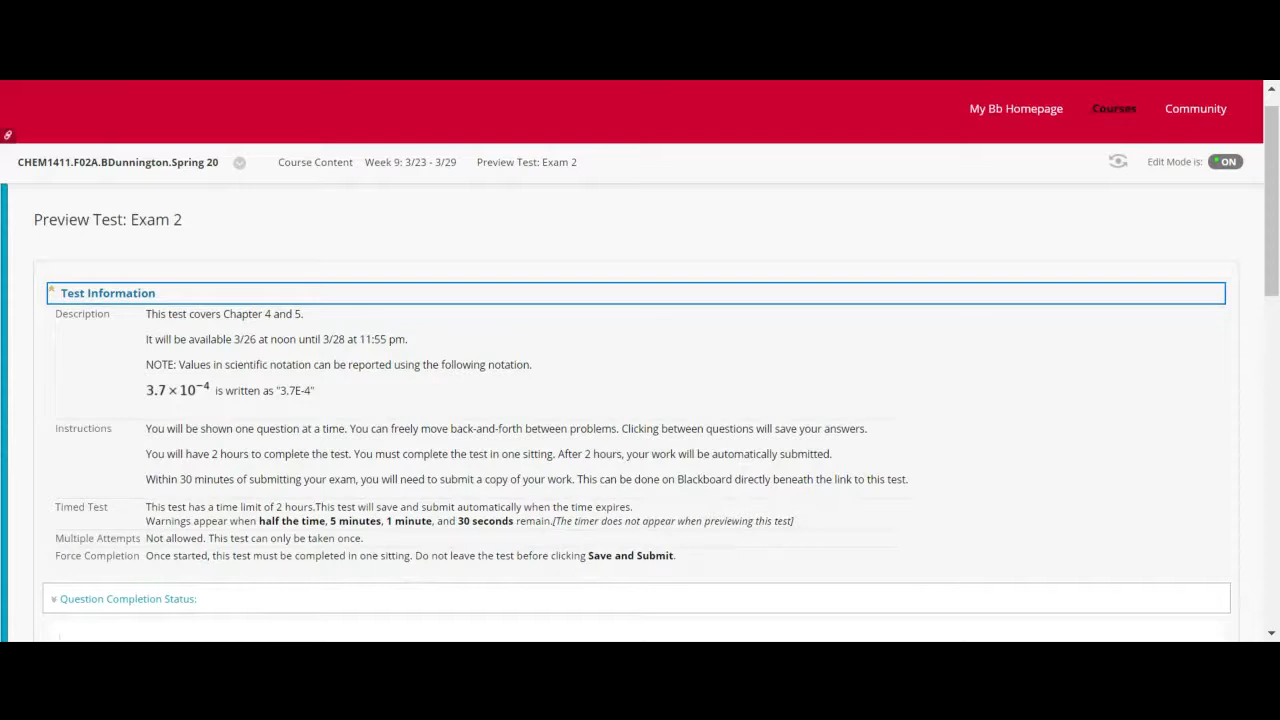 My Bb Homepage Courses Community
CHEM1411.F02A.BDunnington.Spring 20 Course Content Week 9: 3/23 - 3/29 Preview Test: Exam 2 Edit Mode is: ON
Preview Test: Exam 2
Test Information
Description This test covers Chapter 4 and 5.
It will be available 3/26 at noon until 3/28 at 11:55 pm.
NOTE: Values in scientific notation can be reported using the following notation.
3.7 × 10⁻⁴ is written as "3.7E-4"
Instructions You will be shown one question at a time. You can freely move back-and-forth between problems. Clicking between questions will save your answers.
You will have 2 hours to complete the test. You must complete the test in one sitting. After 2 hours, your work will be automatically submitted.
Within 30 minutes of submitting your exam, you will need to submit a copy of your work. This can be done on Blackboard directly beneath the link to this test.
Timed Test This test has a time limit of 2 hours.This test will save and submit automatically when the time expires.
Warnings appear when half the time, 5 minutes, 1 minute, and 30 seconds remain.[The timer does not appear when previewing this test]
Multiple Attempts Not allowed. This test can only be taken once.
Force Completion Once started, this test must be completed in one sitting. Do not leave the test before clicking Save and Submit.
Question Completion Status: